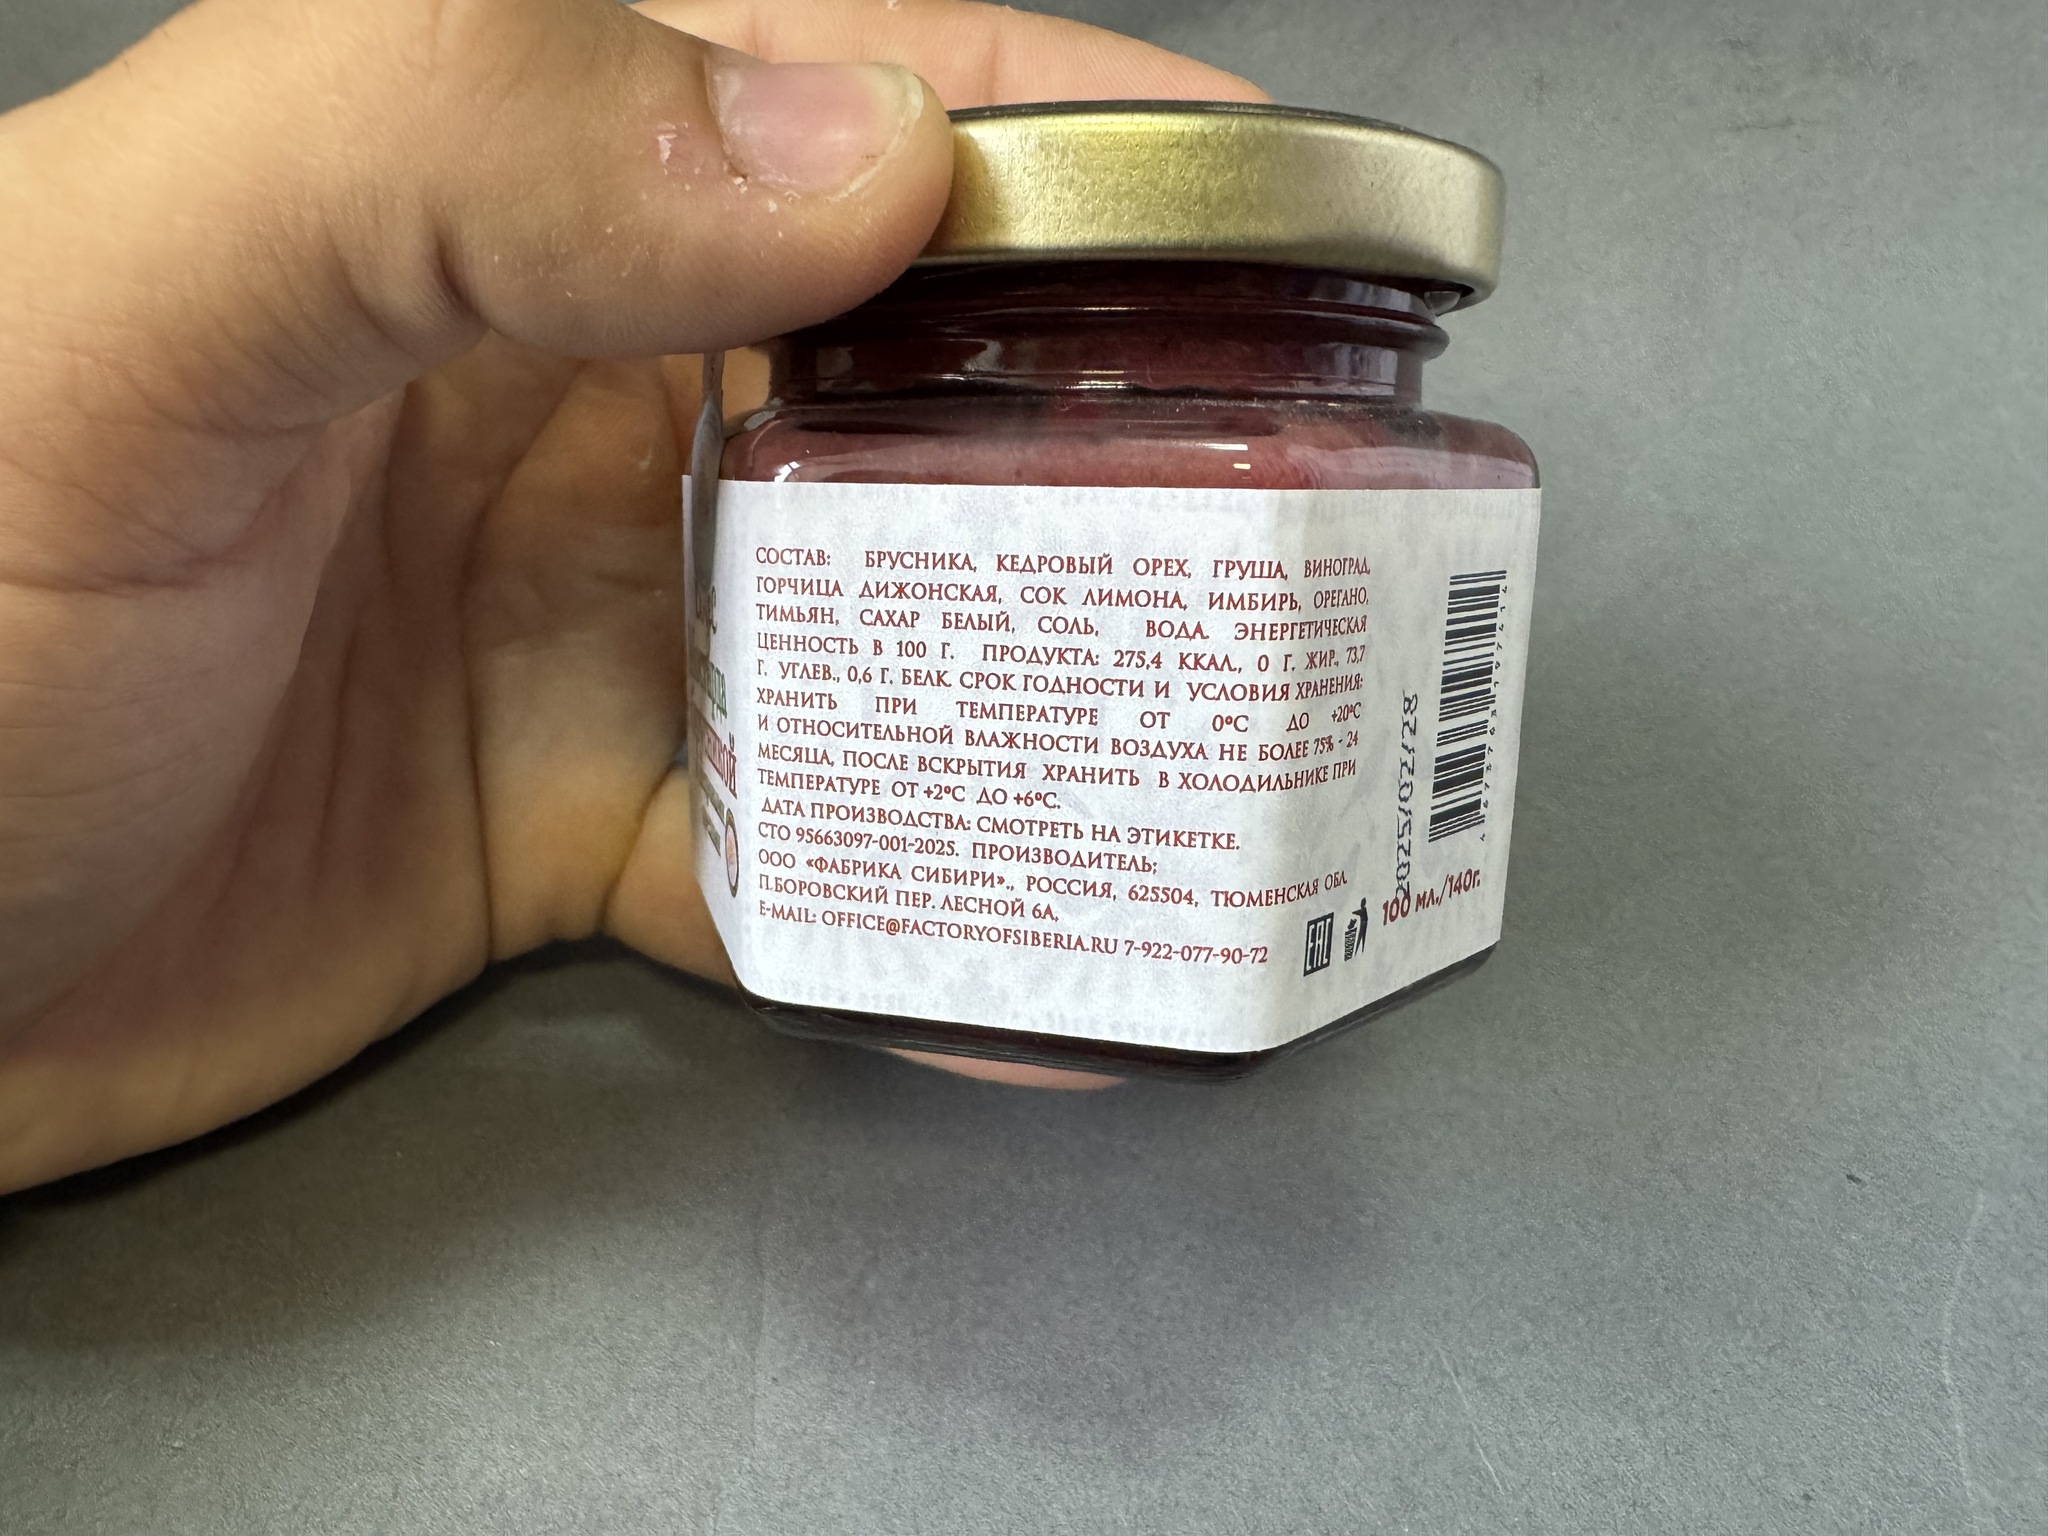 СОСТАВ: БРУСНИКА, КЕДРОВЫЙ ОРЕХ, ГРУША, ВИНОГРАД,
ГОРЧИЦА ДИЖОНСКАЯ, СОК ЛИМОНА, ИМБИРЬ, ОРЕГАНО,
ТИМЬЯН, САХАР БЕЛЫЙ, СОЛЬ, ВОДА. ЭНЕРГЕТИЧЕСКАЯ
ЦЕННОСТЬ В 100 Г. ПРОДУКТА: 275,4 ККАЛ., 0 Г. ЖИР., 73,7
Г. УГЛЕВ., 0,6 Г. БЕЛК. СРОК ГОДНОСТИ И УСЛОВИЯ ХРАНЕНИЯ:
ХРАНИТЬ ПРИ ТЕМПЕРАТУРЕ ОТ 0°С ДО +20°С
И ОТНОСИТЕЛЬНОЙ ВЛАЖНОСТИ ВОЗДУХА НЕ БОЛЕЕ 75% - 24
МЕСЯЦА, ПОСЛЕ ВСКРЫТИЯ ХРАНИТЬ В ХОЛОДИЛЬНИКЕ ПРИ
ТЕМПЕРАТУРЕ ОТ +2°С ДО +6°С.
ДАТА ПРОИЗВОДСТВА: СМОТРЕТЬ НА ЭТИКЕТКЕ.
СТО 95663097-001-2025. ПРОИЗВОДИТЕЛЬ;
ООО «ФАБРИКА СИБИРИ»., РОССИЯ, 625504, ТЮМЕНСКАЯ ОБЛ.
П.БОРОВСКИЙ ПЕР. ЛЕСНОЙ 6А,
E-MAIL: OFFICE@FACTORYOFSIBERIA.RU 7-922-077-90-72
EAC
100 мл./140г.
2025/02/28